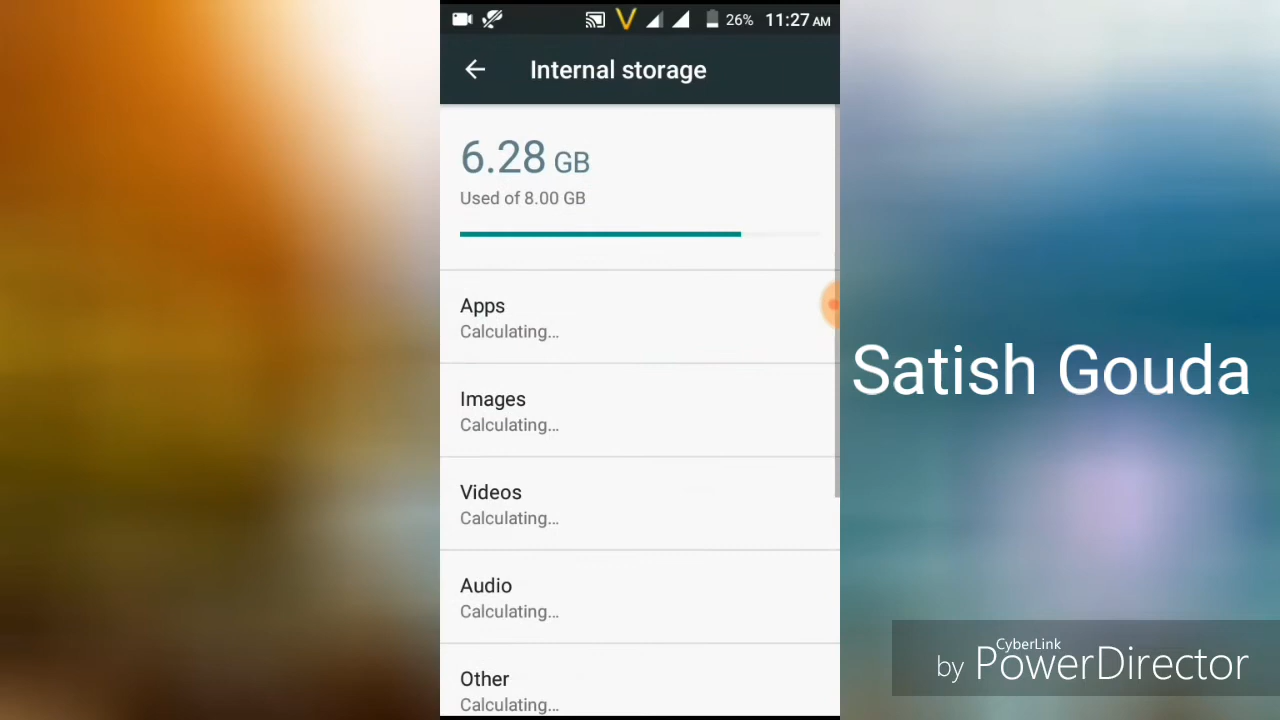 26% 11:27 AM
Internal storage
6.28 GB
Used of 8.00 GB
Apps
Calculating...
Images
Calculating...
Videos
Calculating...
Audio
Calculating...
Other
Calculating...
Satish Gouda
CyberLink
by PowerDirector